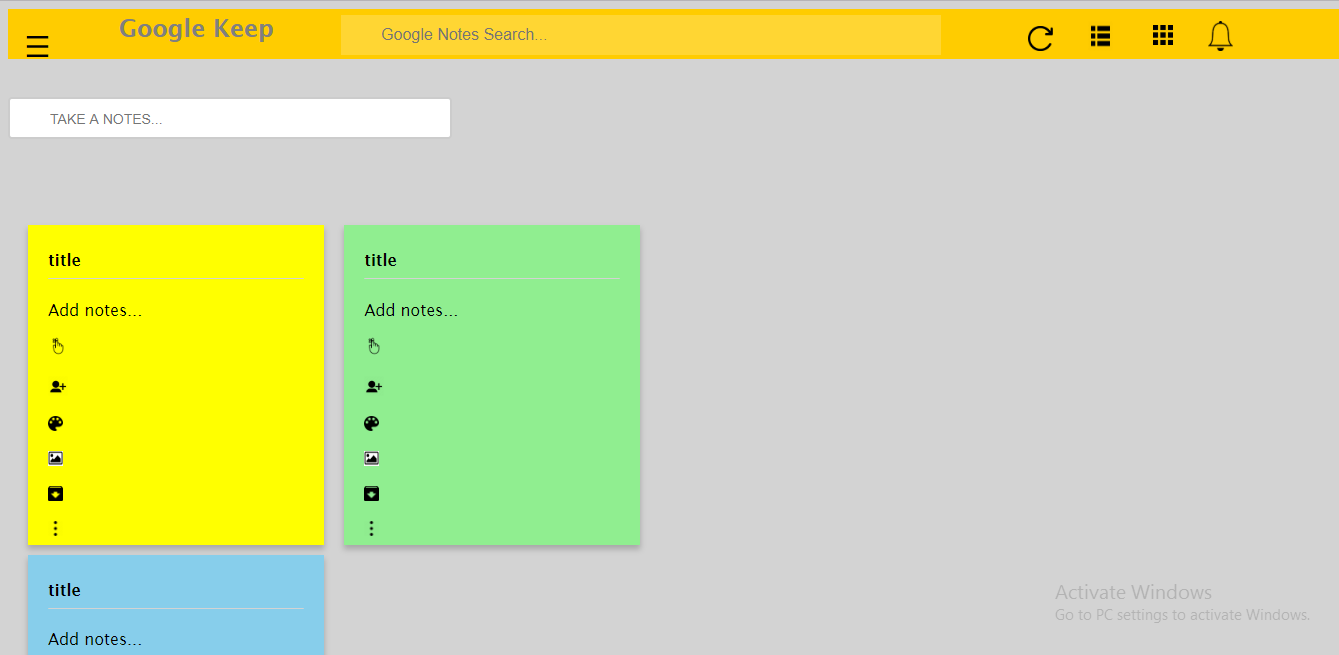 Google Keep
Google Notes Search...
TAKE A NOTES...
title
Add notes...
title
Add notes...
title
Add notes...
Activate Windows
Go to PC settings to activate Windows.